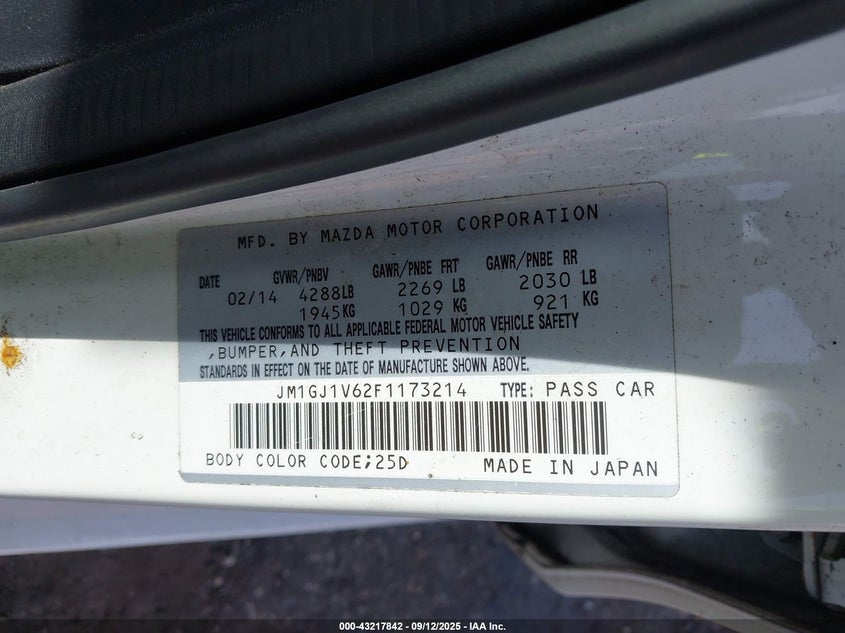 MFD. BY MAZDA MOTOR CORPORATION
DATE GVWR/PNBV GAWR/PNBE FRT GAWR/PNBE RR
02/14 4288LB 2269 LB 2030 LB
1945KG 1029 KG 921 KG
THIS VEHICLE CONFORMS TO ALL APPLICABLE FEDERAL MOTOR VEHICLE SAFETY
,BUMPER,AND THEFT PREVENTION
STANDARDS IN EFFECT ON THE DATE OF MANUFACTURE SHOWN ABOVE.
JM1GJ1V62F1173214 TYPE: PASS CAR
BODY COLOR CODE;25D MADE IN JAPAN
000-43217842 - 09/12/2025 - IAA Inc.